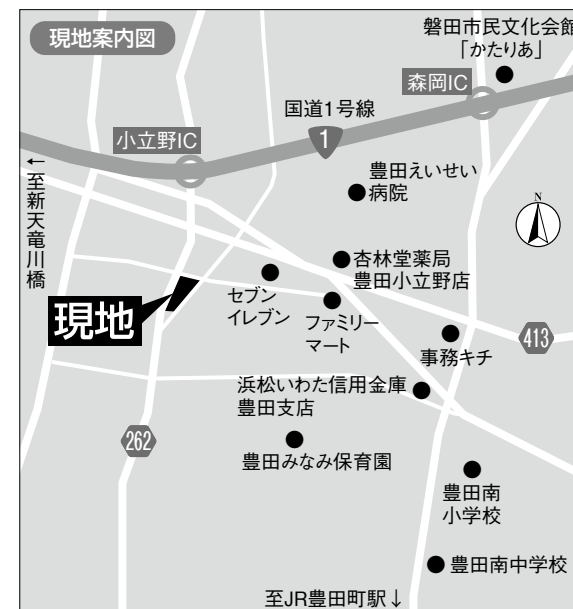 現地案内図
磐田市民文化会館
「かたりあ」
森岡IC
国道1号線
1
小立野IC
←至新天竜川橋
豊田えいせい
病院
N
杏林堂薬局
豊田小立野店
セブン
イレブン
ファミリー
マート
現地
事務キチ
413
浜松いわた信用金庫
豊田支店
262
豊田みなみ保育園
豊田南
小学校
豊田南中学校
至JR豊田町駅↓